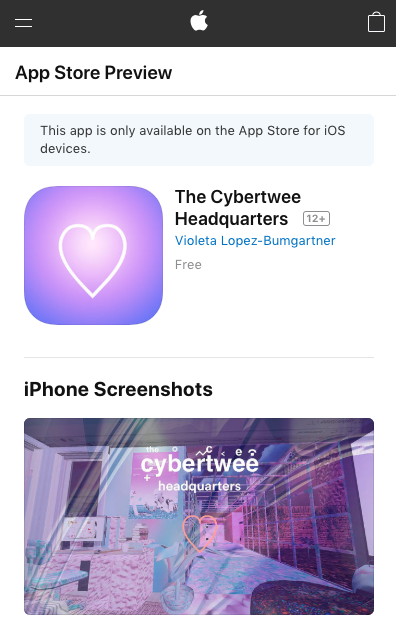 App Store Preview
This app is only available on the App Store for iOS
devices.
The Cybertwee
Headquarters 12+
Violeta Lopez-Bumgartner
Free
iPhone Screenshots
the
cybertwee
headquarters